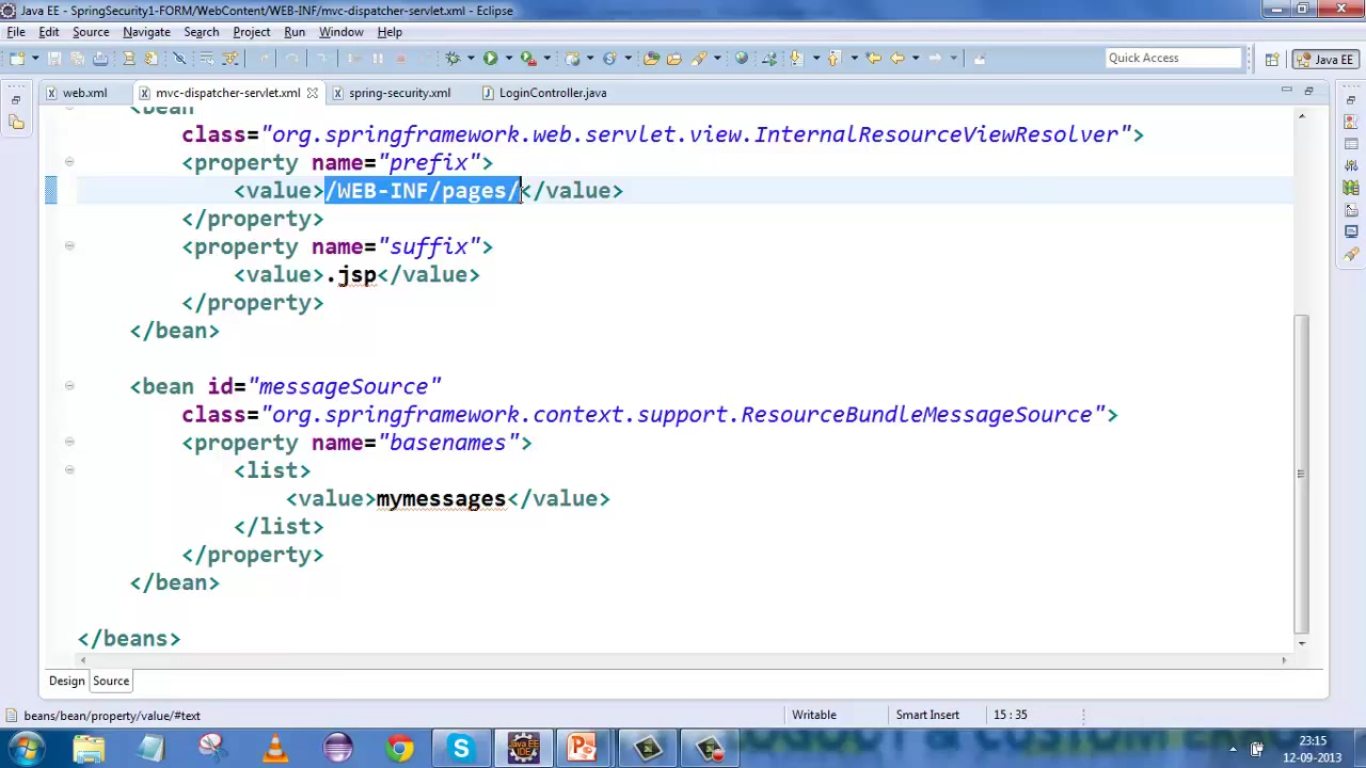 Java EE - SpringSecurity1-FORM/WebContent/WEB-INF/mvc-dispatcher-servlet.xml - Eclipse
File Edit Source Navigate Search Project Run Window Help
Quick Access
Java EE
web.xml mvc-dispatcher-servlet.xml spring-security.xml LoginController.java
<bean
class="org.springframework.web.servlet.view.InternalResourceViewResolver">
<property name="prefix">
<value>/WEB-INF/pages/</value>
</property>
<property name="suffix">
<value>.jsp</value>
</property>
</bean>
<bean id="messageSource"
class="org.springframework.context.support.ResourceBundleMessageSource">
<property name="basenames">
<list>
<value>mymessages</value>
</list>
</property>
</bean>
</beans>
Design Source
beans/bean/property/value/#text Writable Smart Insert 15 : 35
23:15
12-09-2013